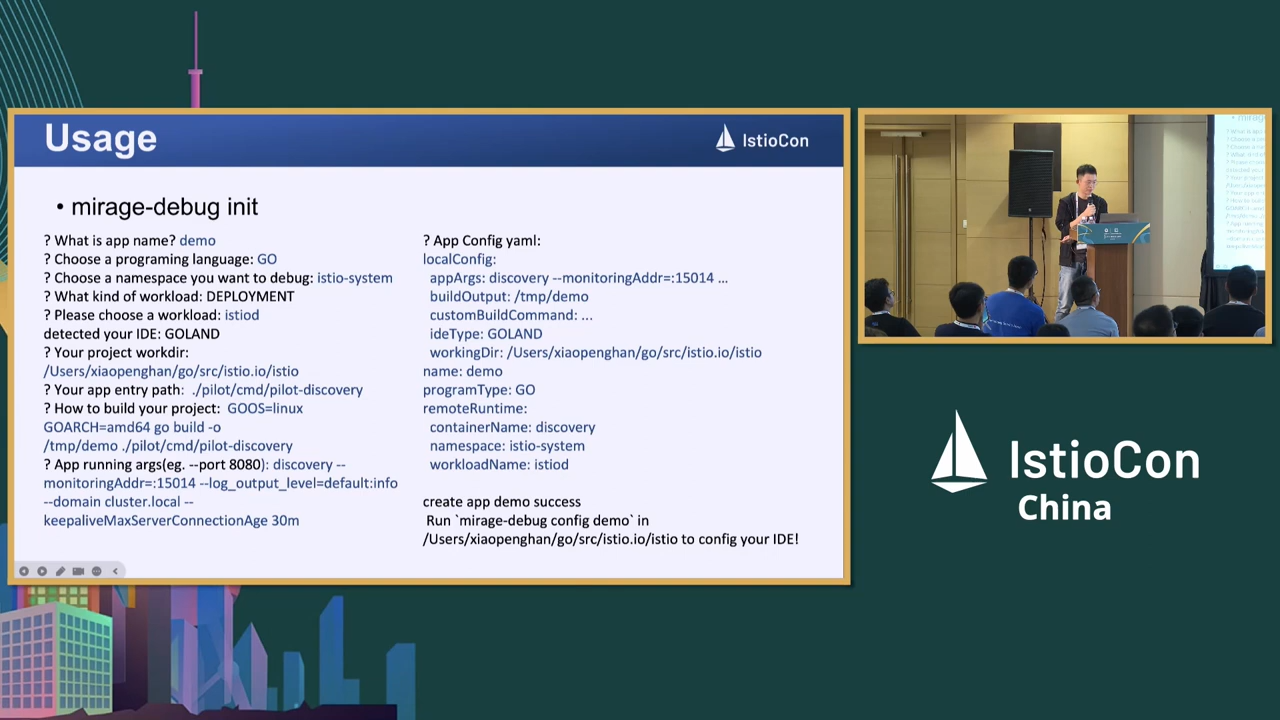 Usage
IstioCon
• mirage-debug init
? What is app name? demo
? Choose a programing language: GO
? Choose a namespace you want to debug: istio-system
? What kind of workload: DEPLOYMENT
? Please choose a workload: istiod
detected your IDE: GOLAND
? Your project workdir:
/Users/xiaopenghan/go/src/istio.io/istio
? Your app entry path: ./pilot/cmd/pilot-discovery
? How to build your project: GOOS=linux
GOARCH=amd64 go build -o
/tmp/demo ./pilot/cmd/pilot-discovery
? App running args(eg. --port 8080): discovery --
monitoringAddr=:15014 --log_output_level=default:info
--domain cluster.local --
keepaliveMaxServerConnectionAge 30m
? App Config yaml:
localConfig:
appArgs: discovery --monitoringAddr=:15014 ...
buildOutput: /tmp/demo
customBuildCommand: ...
ideType: GOLAND
workingDir: /Users/xiaopenghan/go/src/istio.io/istio
name: demo
programType: GO
remoteRuntime:
containerName: discovery
namespace: istio-system
workloadName: istiod
create app demo success
Run `mirage-debug config demo` in
/Users/xiaopenghan/go/src/istio.io/istio to config your IDE!
IstioCon
China